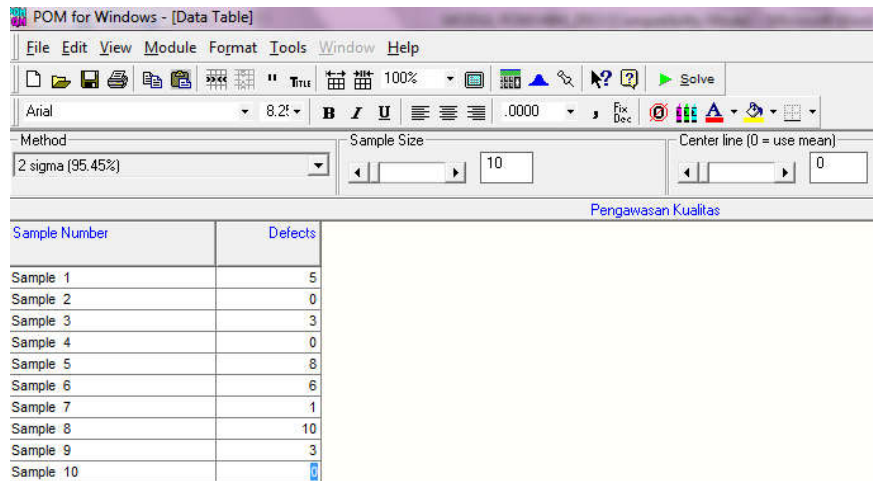 POM for Windows - [Data Table]
File Edit View Module Format Tools Window Help
" TITLE 100% Solve
Arial 8.2 B I U .0000 , Fix Dec A
Method Sample Size Center line (0 = use mean)
2 sigma (95.45%) 10 0
Pengawasan Kualitas
Sample Number Defects
Sample 1 5
Sample 2 0
Sample 3 3
Sample 4 0
Sample 5 8
Sample 6 6
Sample 7 1
Sample 8 10
Sample 9 3
Sample 10 0